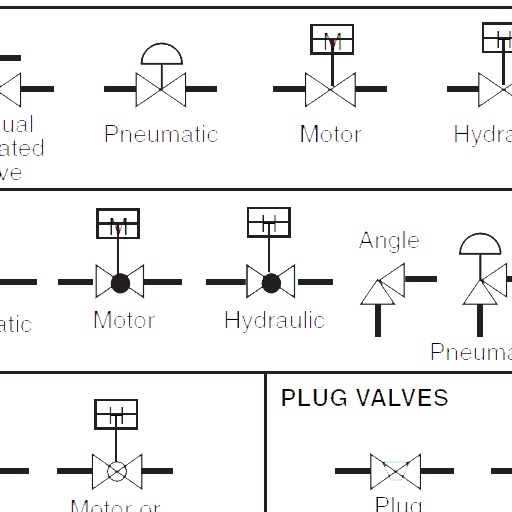 M
H
ual
ated
ve
Pneumatic
Motor
Hydra
M
H
Angle
atic
Motor
Hydraulic
Pneuma
H
PLUG VALVES
Motor or
Plug